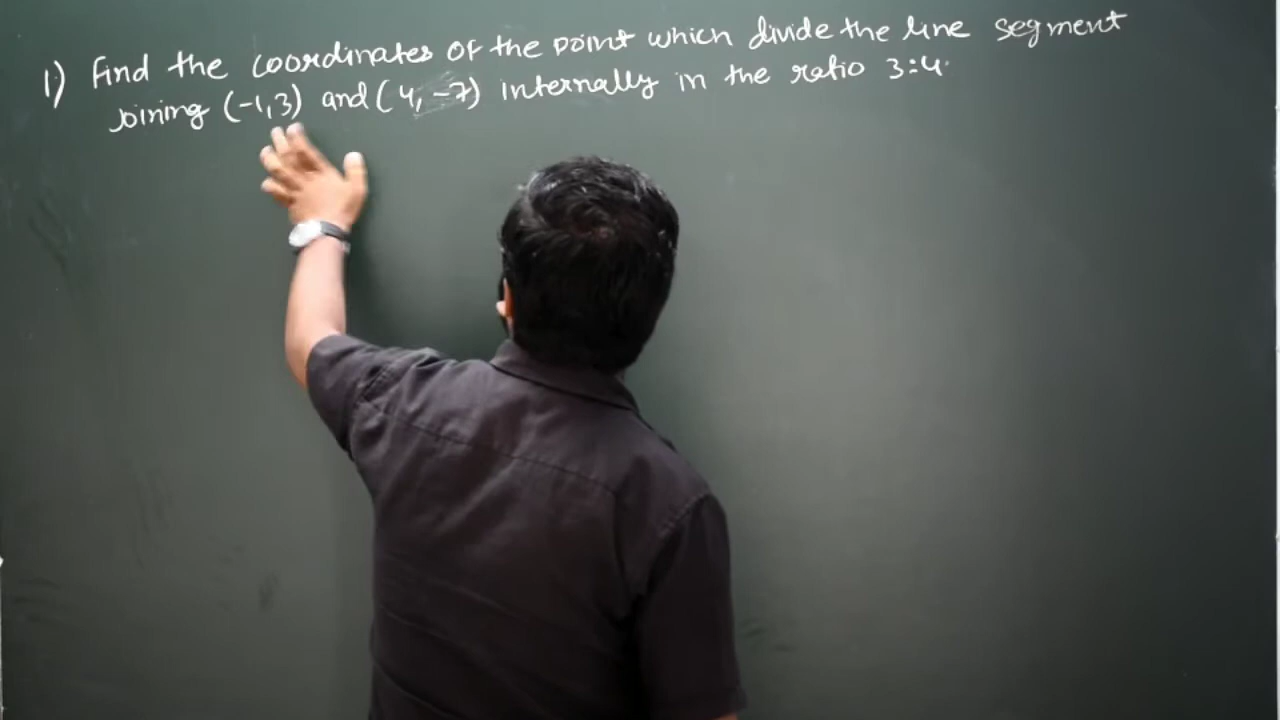 1) Find the coordinates of the point which divide the line segment
joining (-1,3) and (4,-7) internally in the ratio 3:4.